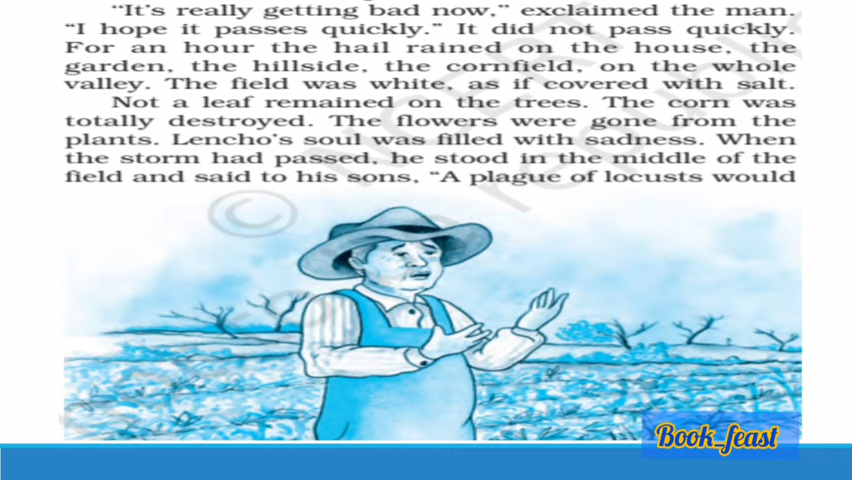 “It’s really getting bad now,” exclaimed the man.
“I hope it passes quickly.” It did not pass quickly.
For an hour the hail rained on the house, the
garden, the hillside, the cornfield, on the whole
valley. The field was white, as if covered with salt.
Not a leaf remained on the trees. The corn was
totally destroyed. The flowers were gone from the
plants. Lencho’s soul was filled with sadness. When
the storm had passed, he stood in the middle of the
field and said to his sons, “A plague of locusts would
Book_feast